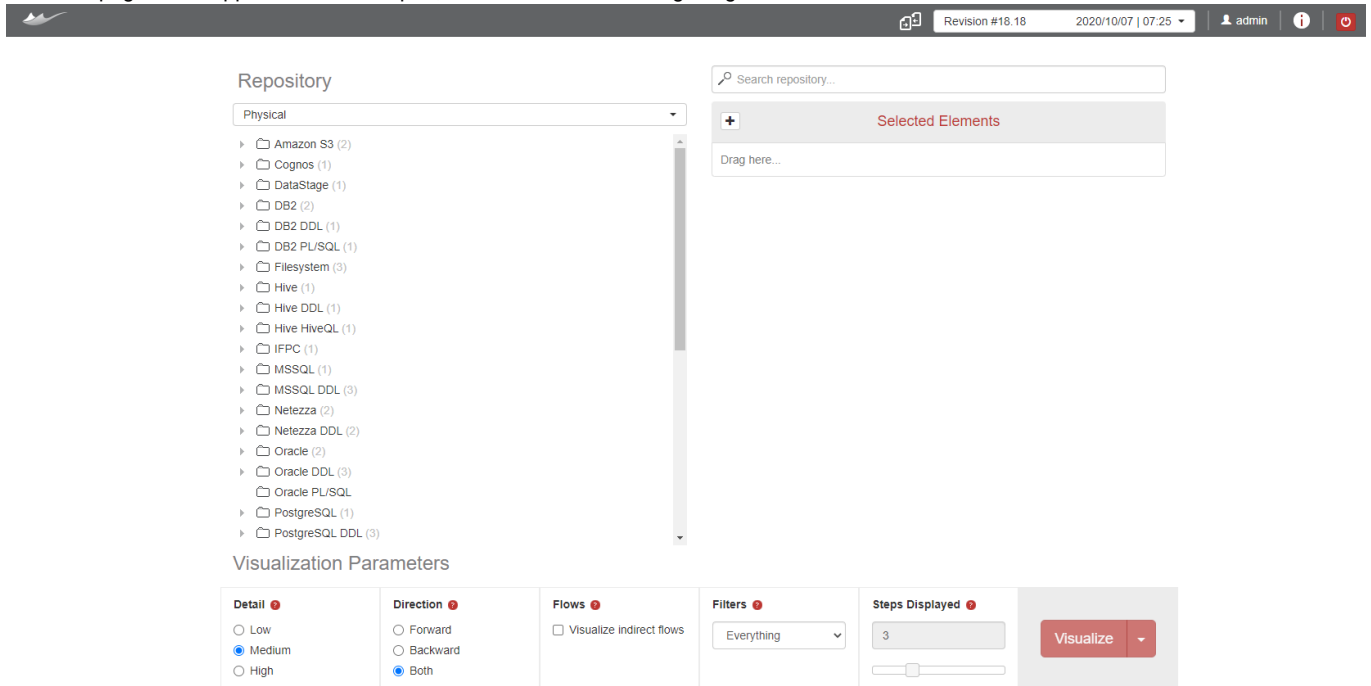 Revision #18.18 2020/10/07 | 07:25 admin
Repository
Search repository...
Physical
Selected Elements
Drag here...
Amazon S3 (2)
Cognos (1)
DataStage (1)
DB2 (2)
DB2 DDL (1)
DB2 PL/SQL (1)
Filesystem (3)
Hive (1)
Hive DDL (1)
Hive HiveQL (1)
IFPC (1)
MSSQL (1)
MSSQL DDL (3)
Netezza (2)
Netezza DDL (2)
Oracle (2)
Oracle DDL (3)
Oracle PL/SQL
PostgreSQL (1)
PostgreSQL DDL (3)
Visualization Parameters
Detail
Low
Medium
High
Direction
Forward
Backward
Both
Flows
Visualize indirect flows
Filters
Everything
Steps Displayed
3
Visualize